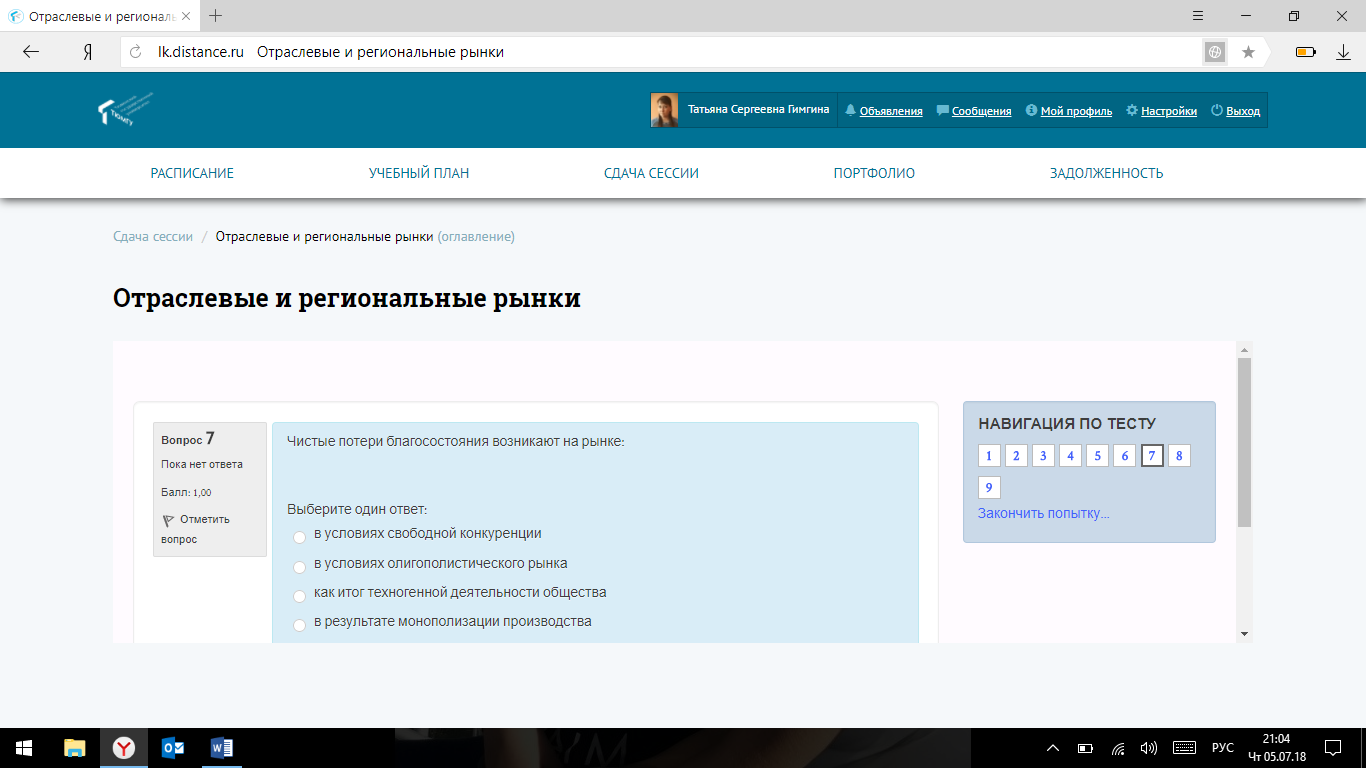 Отраслевые и региональ
lk.distance.ru Отраслевые и региональные рынки
Татьяна Сергеевна Гимгина Объявления Сообщения Мой профиль Настройки Выход
РАСПИСАНИЕ УЧЕБНЫЙ ПЛАН СДАЧА СЕССИИ ПОРТФОЛИО ЗАДОЛЖЕННОСТЬ
Сдача сессии / Отраслевые и региональные рынки (оглавление)
Отраслевые и региональные рынки
Вопрос 7
Пока нет ответа
Балл: 1,00
Отметить
вопрос
Чистые потери благосостояния возникают на рынке:
Выберите один ответ:
в условиях свободной конкуренции
в условиях олигополистического рынка
как итог техногенной деятельности общества
в результате монополизации производства
НАВИГАЦИЯ ПО ТЕСТУ
1 2 3 4 5 6 7 8
9
Закончить попытку...
РУС
21:04
Чт 05.07.18